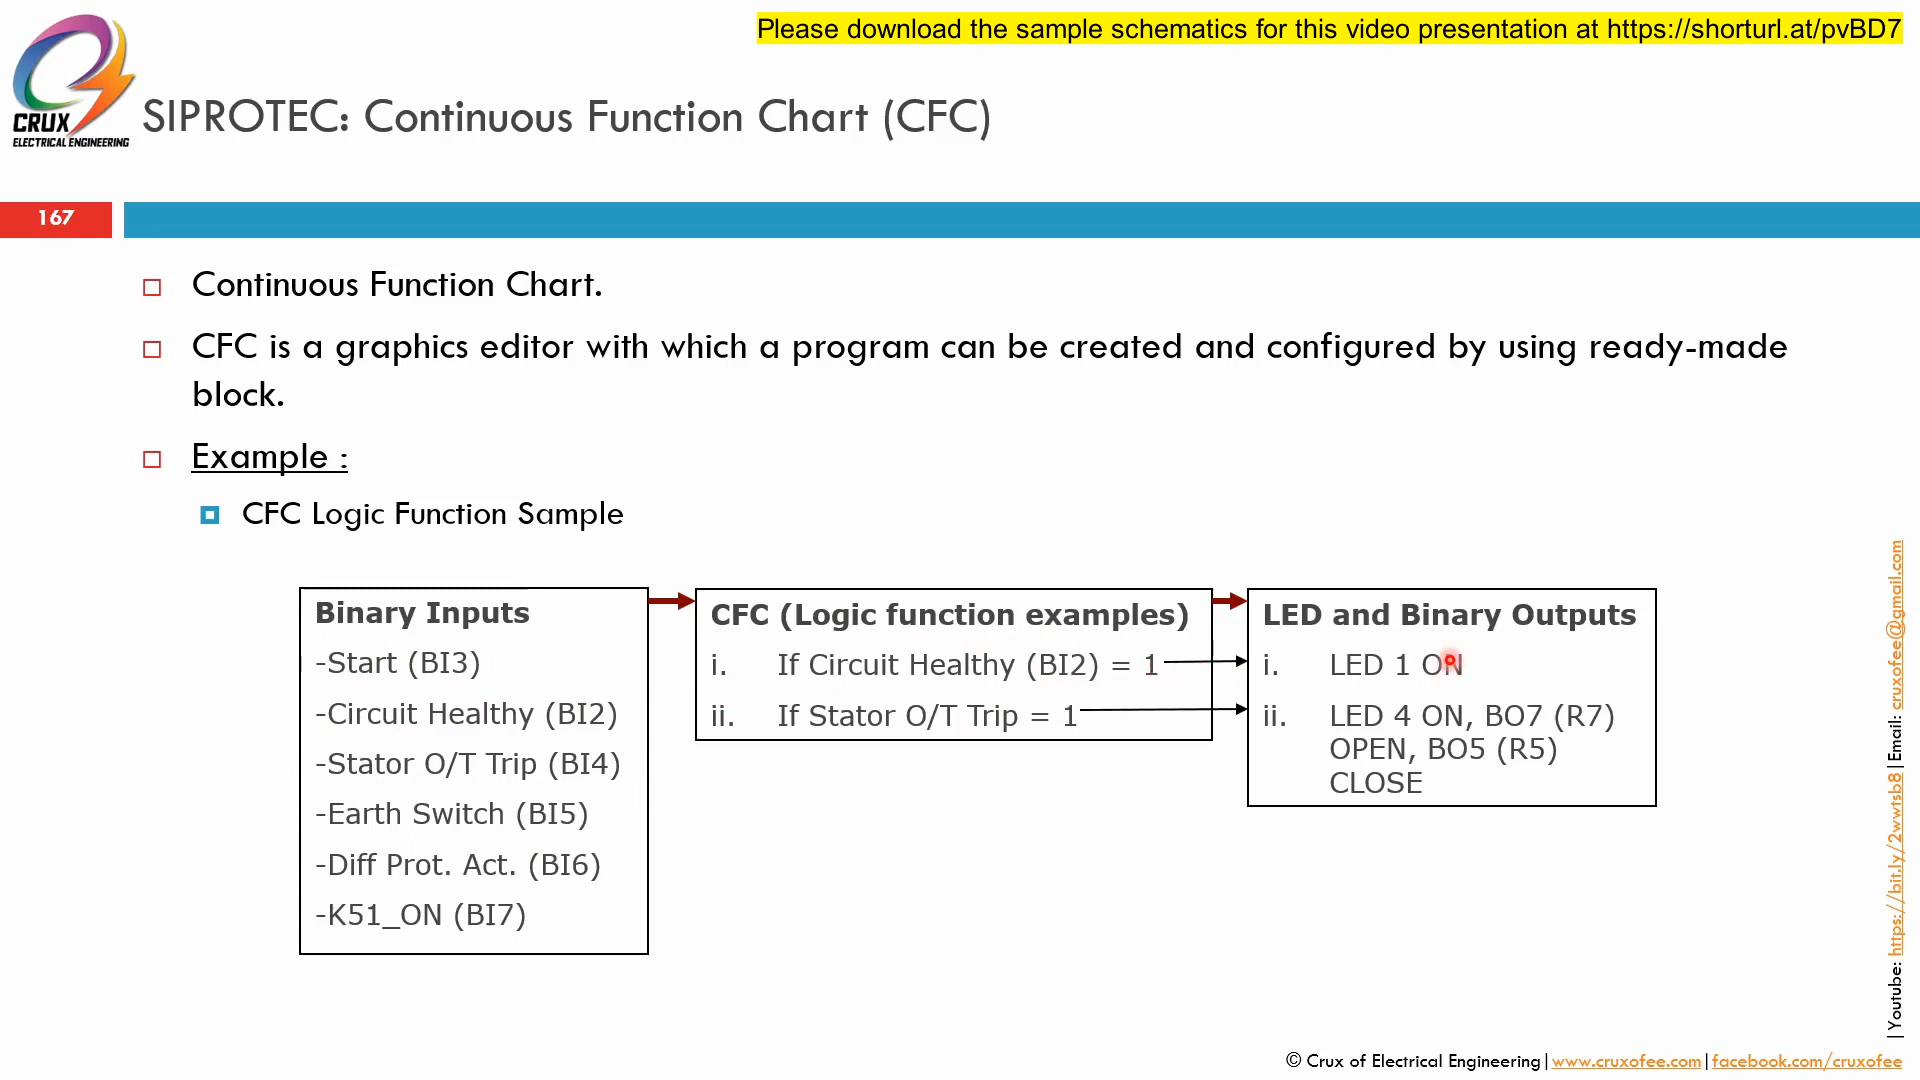 Please download the sample schematics for this video presentation at https://shorturl.at/pvBD7
CRUX
ELECTRICAL ENGINEERING
SIPROTEC: Continuous Function Chart (CFC)
167
Continuous Function Chart.
CFC is a graphics editor with which a program can be created and configured by using ready-made
block.
Example :
CFC Logic Function Sample
Binary Inputs
-Start (BI3)
-Circuit Healthy (BI2)
-Stator O/T Trip (BI4)
-Earth Switch (BI5)
-Diff Prot. Act. (BI6)
-K51_ON (BI7)
CFC (Logic function examples)
i. If Circuit Healthy (BI2) = 1
ii. If Stator O/T Trip = 1
LED and Binary Outputs
i. LED 1 ON
ii. LED 4 ON, BO7 (R7)
OPEN, BO5 (R5)
CLOSE
|Youtube: https://bit.ly/2wwtsb8|Email: cruxofee@gmail.com
© Crux of Electrical Engineering|www.cruxofee.com|facebook.com/cruxofee